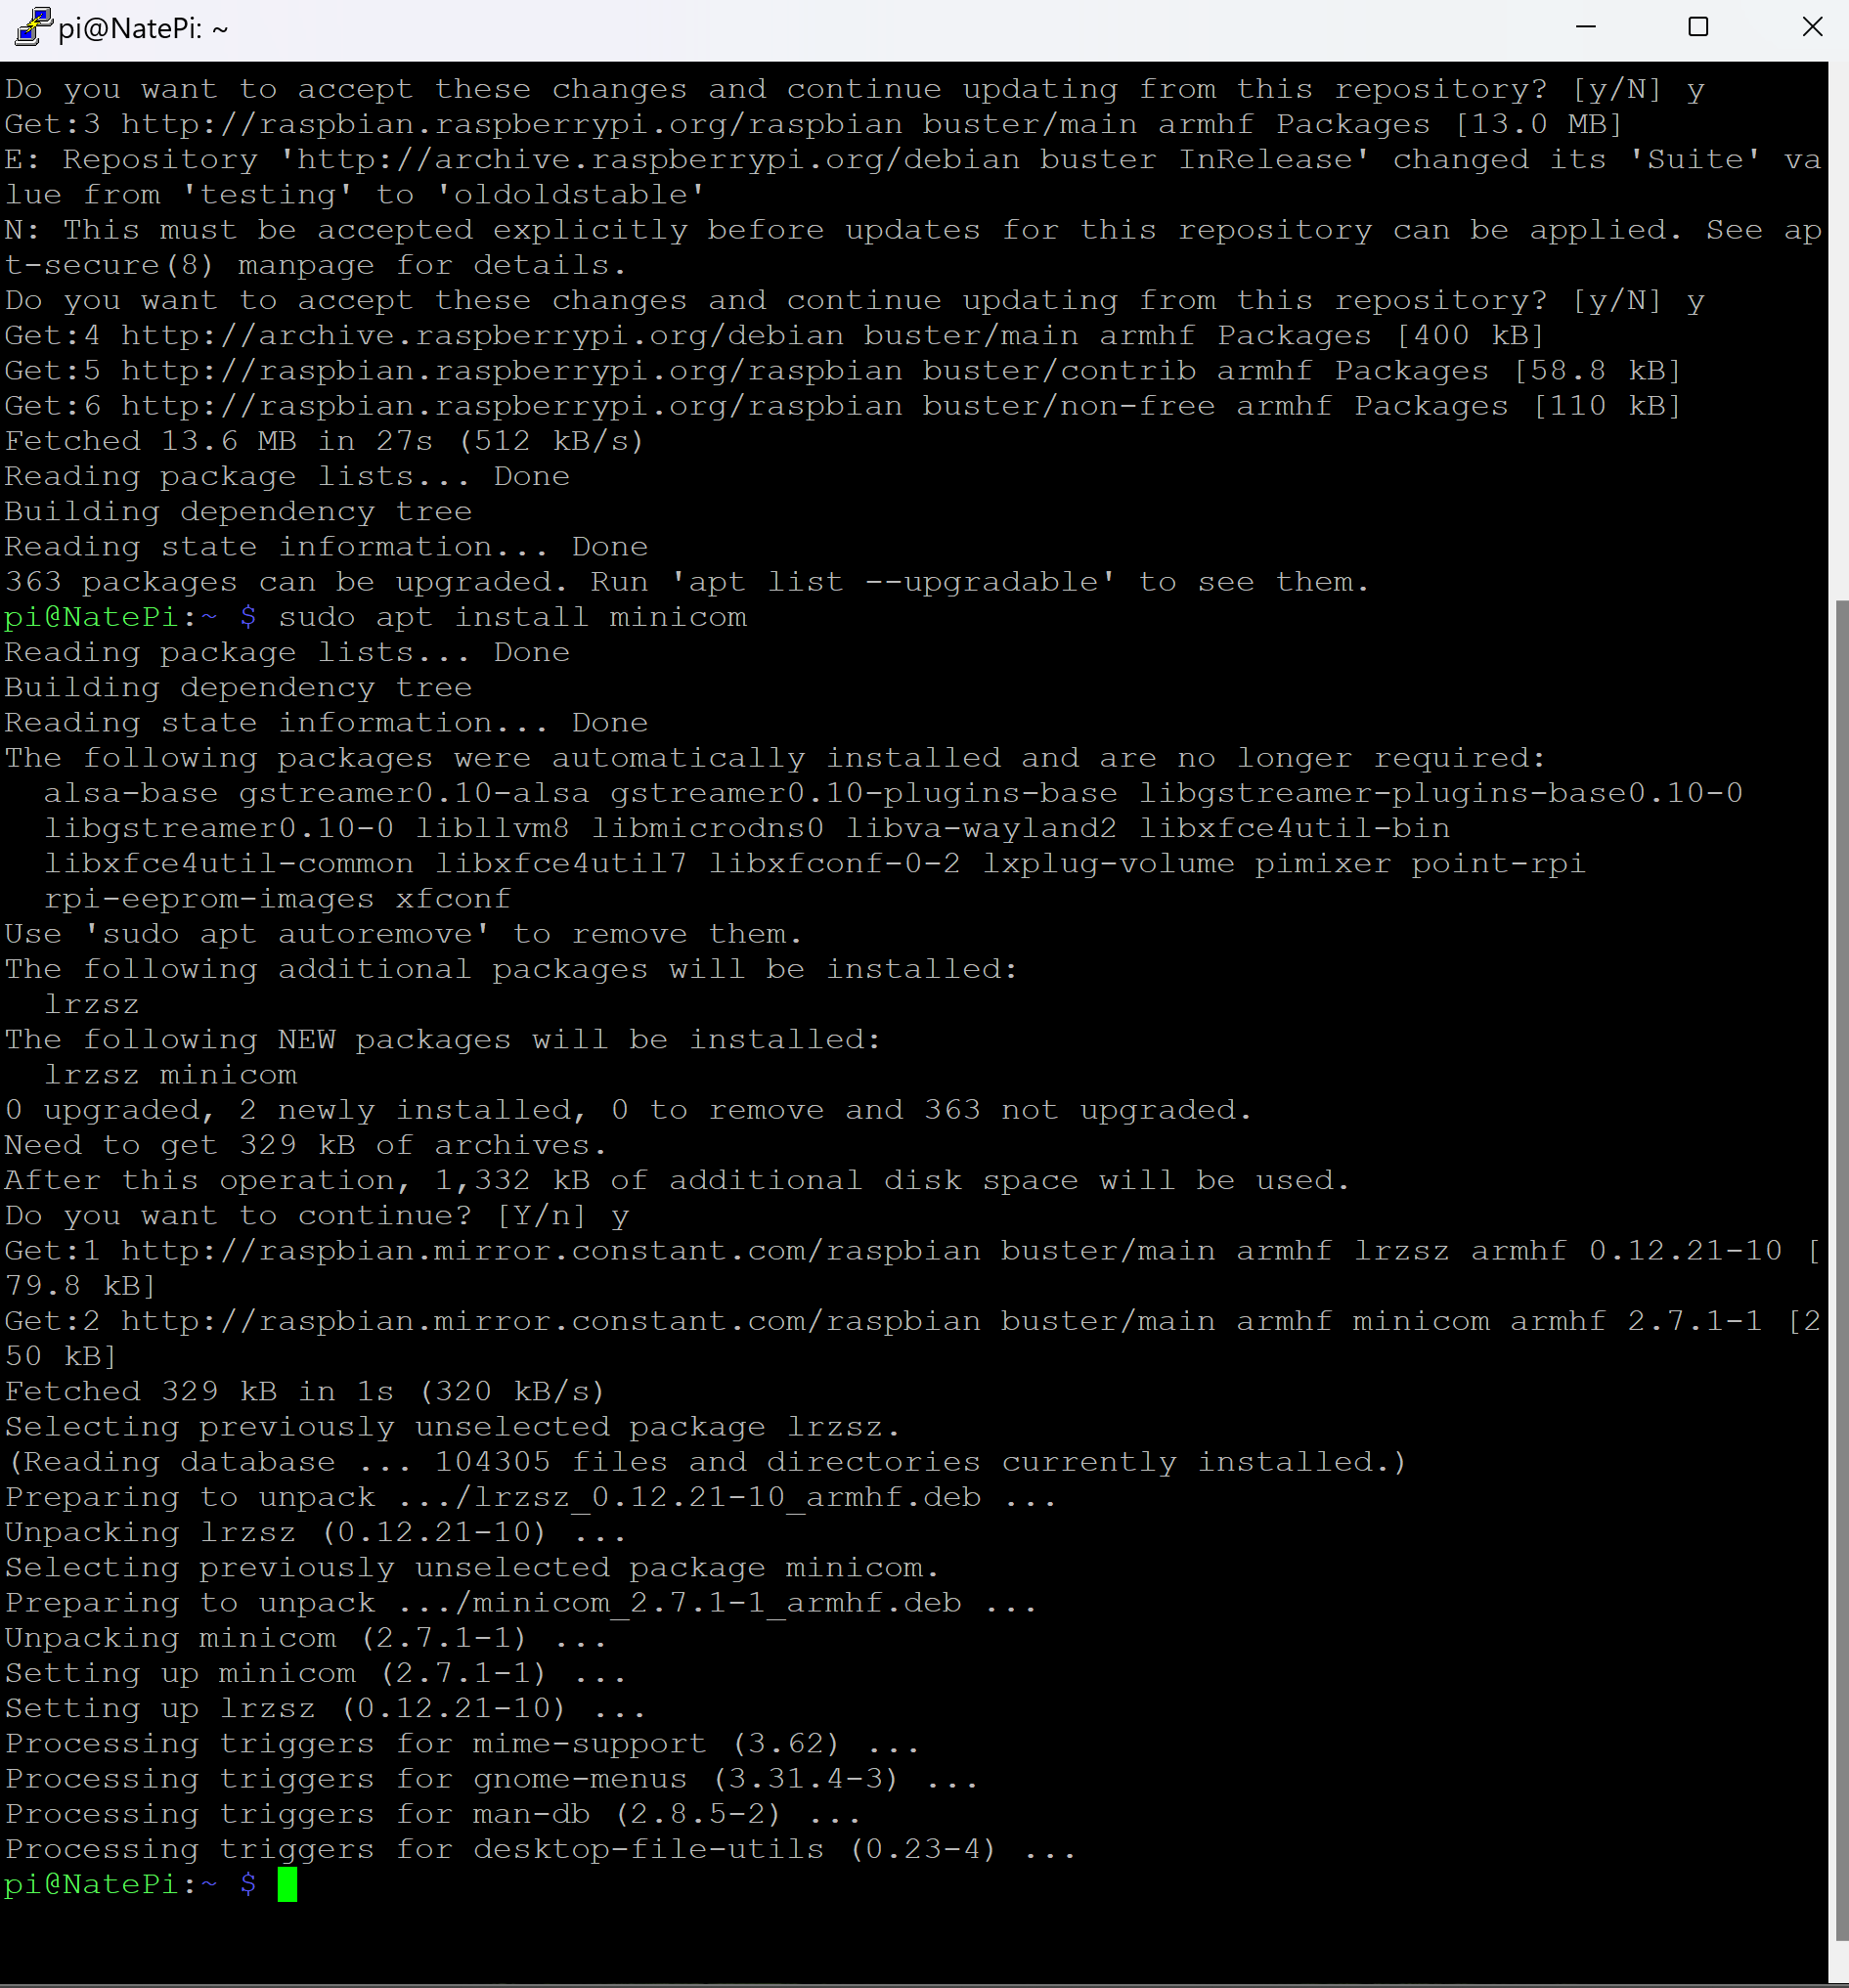 pi@NatePi: ~
Do you want to accept these changes and continue updating from this repository? [y/N] y
Get:3 http://raspbian.raspberrypi.org/raspbian buster/main armhf Packages [13.0 MB]
E: Repository 'http://archive.raspberrypi.org/debian buster InRelease' changed its 'Suite' va
lue from 'testing' to 'oldoldstable'
N: This must be accepted explicitly before updates for this repository can be applied. See ap
t-secure(8) manpage for details.
Do you want to accept these changes and continue updating from this repository? [y/N] y
Get:4 http://archive.raspberrypi.org/debian buster/main armhf Packages [400 kB]
Get:5 http://raspbian.raspberrypi.org/raspbian buster/contrib armhf Packages [58.8 kB]
Get:6 http://raspbian.raspberrypi.org/raspbian buster/non-free armhf Packages [110 kB]
Fetched 13.6 MB in 27s (512 kB/s)
Reading package lists... Done
Building dependency tree
Reading state information... Done
363 packages can be upgraded. Run 'apt list --upgradable' to see them.
pi@NatePi:~ $ sudo apt install minicom
Reading package lists... Done
Building dependency tree
Reading state information... Done
The following packages were automatically installed and are no longer required:
  alsa-base gstreamer0.10-alsa gstreamer0.10-plugins-base libgstreamer-plugins-base0.10-0
  libgstreamer0.10-0 libllvm8 libmicrodns0 libva-wayland2 libxfce4util-bin
  libxfce4util-common libxfce4util7 libxfconf-0-2 lxplug-volume pimixer point-rpi
  rpi-eeprom-images xfconf
Use 'sudo apt autoremove' to remove them.
The following additional packages will be installed:
  lrzsz
The following NEW packages will be installed:
  lrzsz minicom
0 upgraded, 2 newly installed, 0 to remove and 363 not upgraded.
Need to get 329 kB of archives.
After this operation, 1,332 kB of additional disk space will be used.
Do you want to continue? [Y/n] y
Get:1 http://raspbian.mirror.constant.com/raspbian buster/main armhf lrzsz armhf 0.12.21-10 [
79.8 kB]
Get:2 http://raspbian.mirror.constant.com/raspbian buster/main armhf minicom armhf 2.7.1-1 [2
50 kB]
Fetched 329 kB in 1s (320 kB/s)
Selecting previously unselected package lrzsz.
(Reading database ... 104305 files and directories currently installed.)
Preparing to unpack .../lrzsz_0.12.21-10_armhf.deb ...
Unpacking lrzsz (0.12.21-10) ...
Selecting previously unselected package minicom.
Preparing to unpack .../minicom_2.7.1-1_armhf.deb ...
Unpacking minicom (2.7.1-1) ...
Setting up minicom (2.7.1-1) ...
Setting up lrzsz (0.12.21-10) ...
Processing triggers for mime-support (3.62) ...
Processing triggers for gnome-menus (3.31.4-3) ...
Processing triggers for man-db (2.8.5-2) ...
Processing triggers for desktop-file-utils (0.23-4) ...
pi@NatePi:~ $